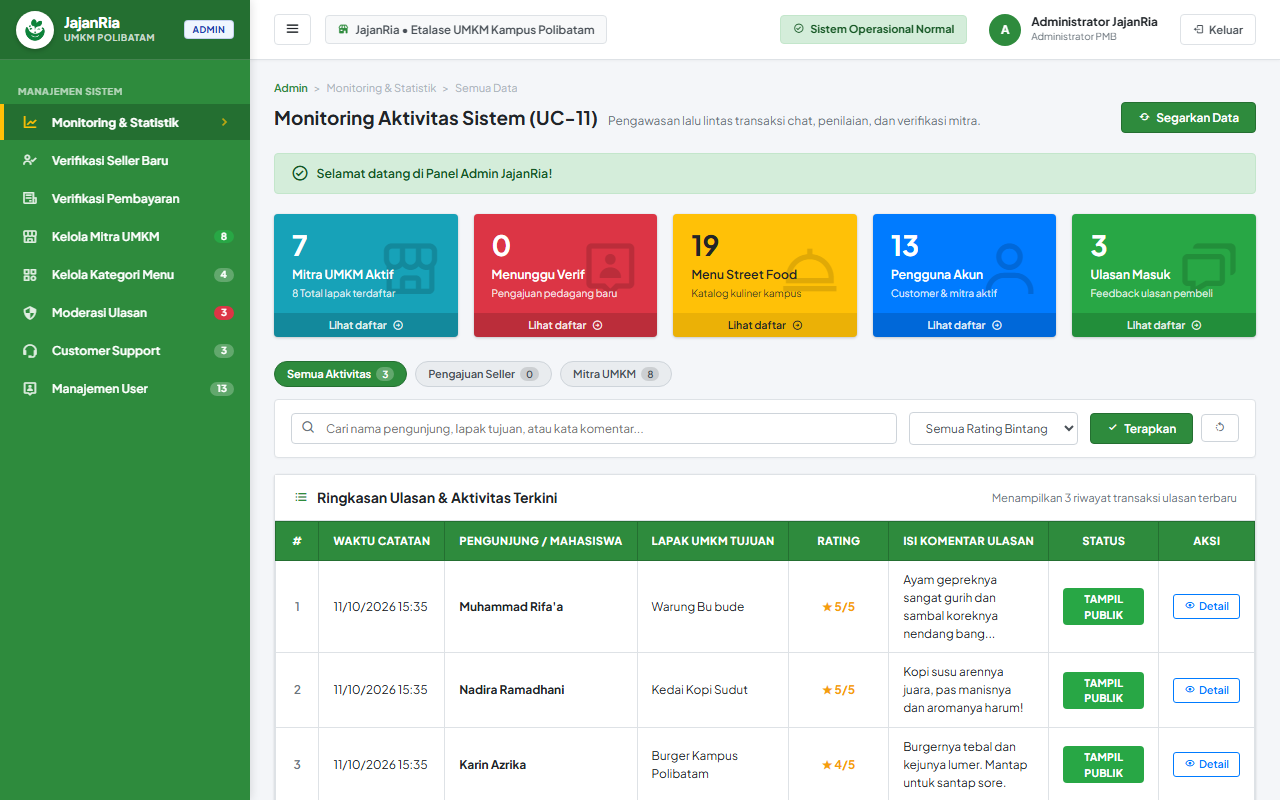 JajanRia
UMKM POLIBATAM
ADMIN
MANAJEMEN SISTEM
Monitoring & Statistik
Verifikasi Seller Baru
Verifikasi Pembayaran
Kelola Mitra UMKM 8
Kelola Kategori Menu 4
Moderasi Ulasan 3
Customer Support 3
Manajemen User 13
JajanRia • Etalase UMKM Kampus Polibatam
Sistem Operasional Normal
A
Administrator JajanRia
Administrator PMB
Keluar
Admin > Monitoring & Statistik > Semua Data
Monitoring Aktivitas Sistem (UC-11) Pengawasan lalu lintas transaksi chat, penilaian, dan verifikasi mitra.
Segarkan Data
Selamat datang di Panel Admin JajanRia!
7
Mitra UMKM Aktif
8 Total lapak terdaftar
Lihat daftar
0
Menunggu Verif
Pengajuan pedagang baru
Lihat daftar
19
Menu Street Food
Katalog kuliner kampus
Lihat daftar
13
Pengguna Akun
Customer & mitra aktif
Lihat daftar
3
Ulasan Masuk
Feedback ulasan pembeli
Lihat daftar
Semua Aktivitas 3
Pengajuan Seller 0
Mitra UMKM 8
Cari nama pengunjung, lapak tujuan, atau kata komentar...
Semua Rating Bintang
Terapkan
Ringkasan Ulasan & Aktivitas Terkini
Menampilkan 3 riwayat transaksi ulasan terbaru
# WAKTU CATATAN PENGUNJUNG / MAHASISWA LAPAK UMKM TUJUAN RATING ISI KOMENTAR ULASAN STATUS AKSI
1
11/10/2026 15:35
Muhammad Rifa'a
Warung Bu bude
★ 5/5
Ayam gepreknya
sangat gurih dan
sambal koreknya
nendang bang...
TAMPIL
PUBLIK
Detail
2
11/10/2026 15:35
Nadira Ramadhani
Kedai Kopi Sudut
★ 5/5
Kopi susu arennya
juara, pas manisnya
dan aromanya harum!
TAMPIL
PUBLIK
Detail
3
11/10/2026 15:35
Karin Azrika
Burger Kampus
Polibatam
★ 4/5
Burgernya tebal dan
kejunya lumer. Mantap
untuk santap sore.
TAMPIL
PUBLIK
Detail